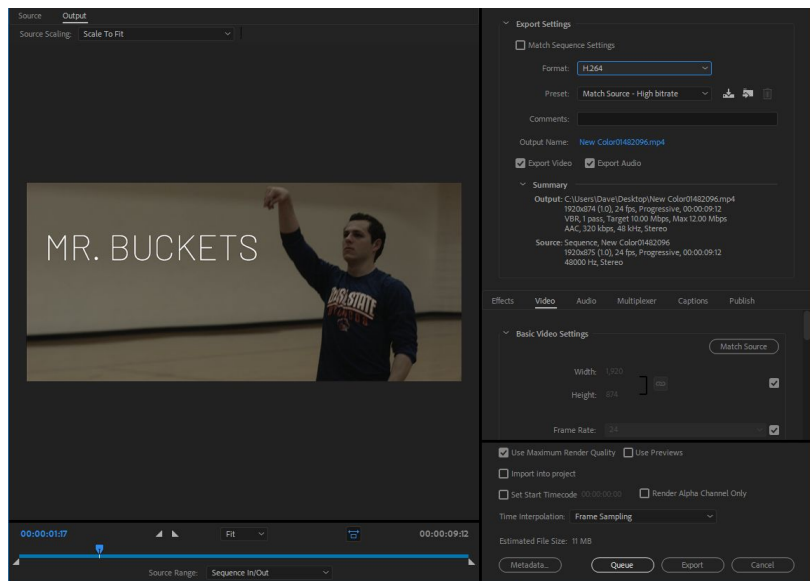 Source Output
Source Scaling: Scale To Fit
MR. BUCKETS
00:00:01:17 Fit 00:00:09:12
Source Range: Sequence In/Out
Export Settings
Match Sequence Settings
Format: H.264
Preset: Match Source - High bitrate
Comments:
Output Name: New Color01482096.mp4
Export Video Export Audio
Summary
Output: C:\Users\Dave\Desktop\New Color01482096.mp4
1920x874 (1.0), 24 fps, Progressive, 00:00:09:12
VBR, 1 pass, Target 10.00 Mbps, Max 12.00 Mbps
AAC, 320 kbps, 48 kHz, Stereo
Source: Sequence, New Color01482096
1920x875 (1.0), 24 fps, Progressive, 00:00:09:12
48000 Hz, Stereo
Effects Video Audio Multiplexer Captions Publish
Basic Video Settings
Match Source
Width: 1,920
Height: 874
Frame Rate: 24
Use Maximum Render Quality Use Previews
Import into project
Set Start Timecode 00:00:00:00 Render Alpha Channel Only
Time Interpolation: Frame Sampling
Estimated File Size: 11 MB
Metadata... Queue Export Cancel